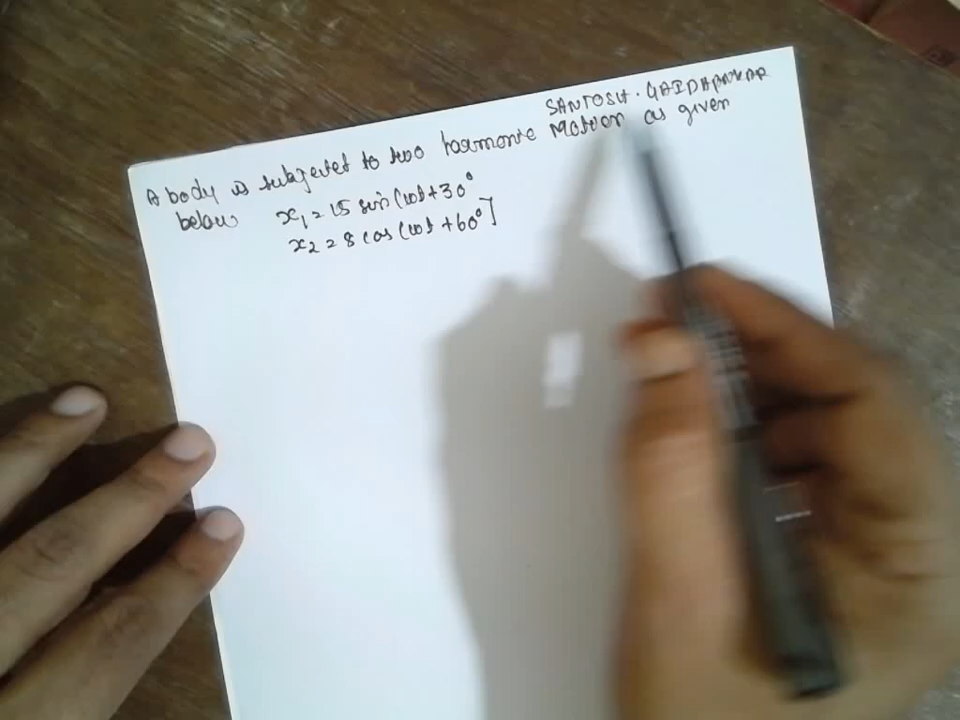 SANTOSH.
A body is subjected to two harmonic Motion as given
below x₁ = 15 sin(ωt+30°
x₂ = 8 cos(ωt+60°]